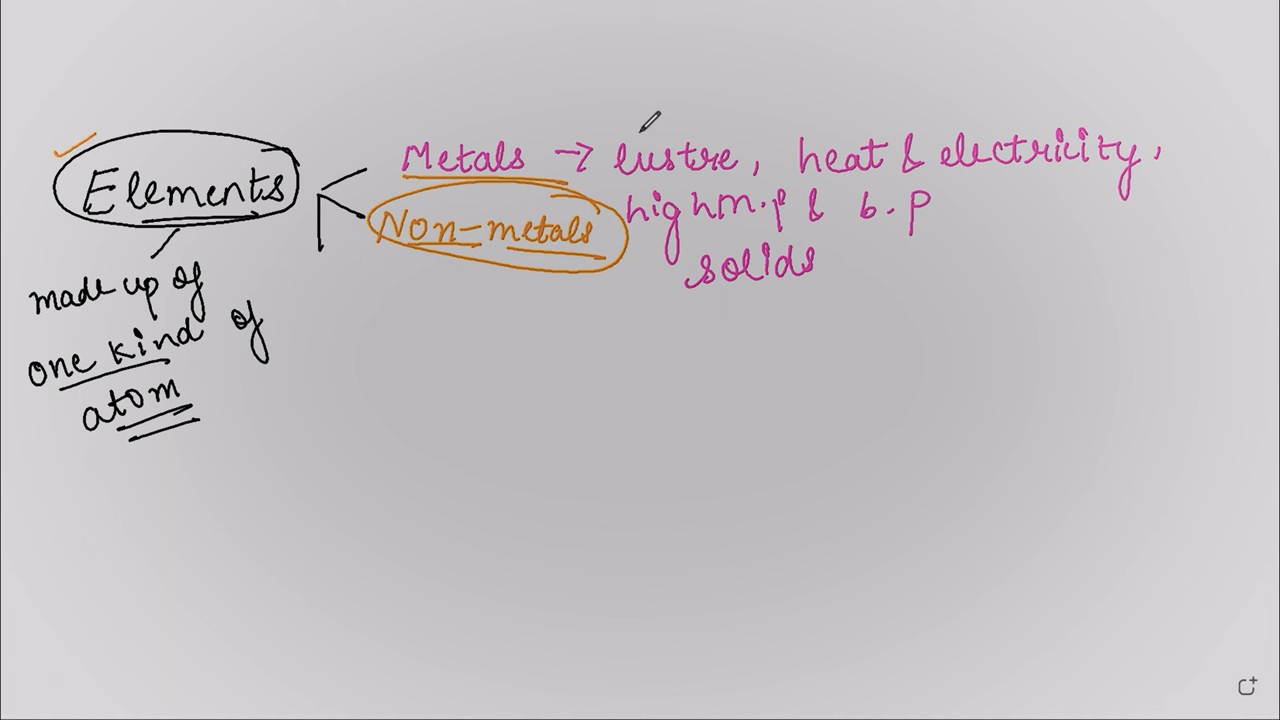 Elements
made up of
one kind of
atom
Metals → lustre, heat & electricity,
high m.p & b.p
solids
Non-metals